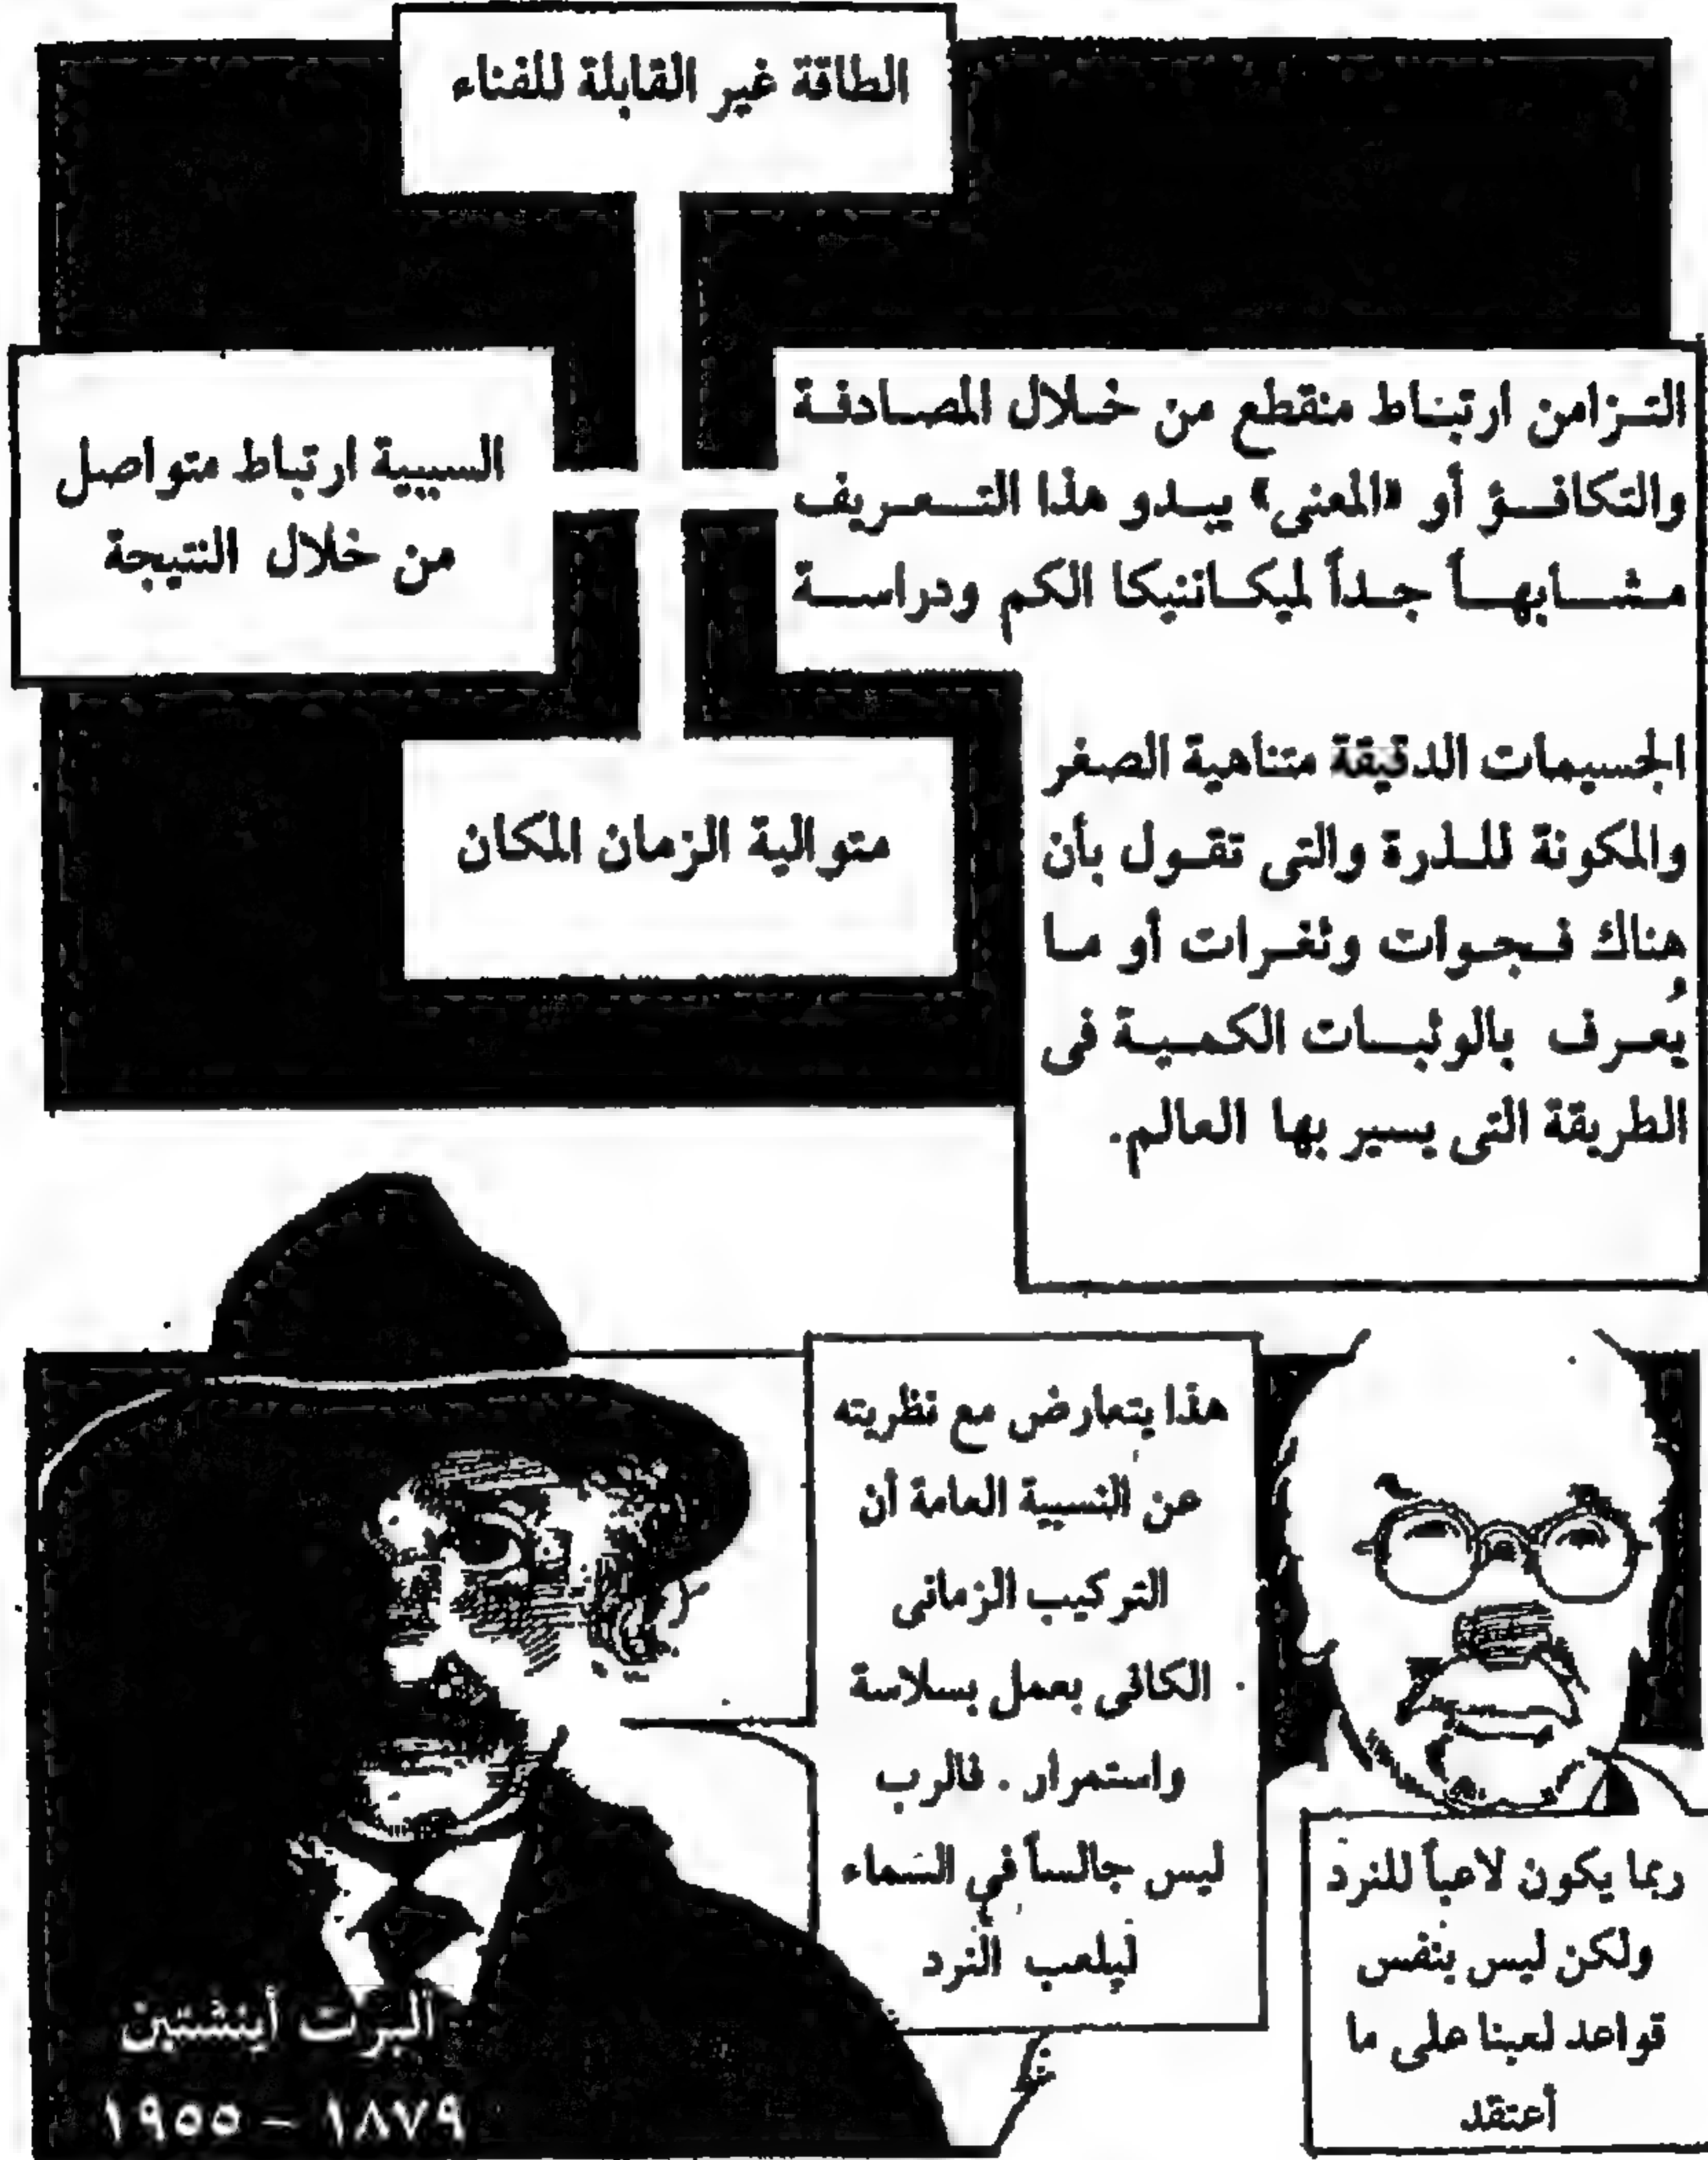 الطاقة غير القابلة للفناء
التزامن ارتباط منقطع من خلال المصادفة
والتكافؤ أو «المعنى» يبدو هذا التعريف
مشابهاً جداً لميكانتيكا الكم ودراسة
الجسيمات الدقيقة متناهية الصغر
والمكونة للذرة والتى تقول بأن
هناك فجوات وثغرات أو ما
يُعرف بالوثبات الكمية فى
الطريقة التى يسير بها العالم.
السببية ارتباط متواصل
من خلال النتيجة
متوالية الزمان المكان
هذا يتعارض مع نظريته
عن النسبية العامة أن
التركيب الزمانى
الكافى بعمل بسلاسة
واستمرار . فالرب
ليس جالساً في السماء
ليلعب النرد
ربما يكون لاعباً للنرد
ولكن ليس بنفس
قواعد لعبنا على ما
أعتقد
ألبرت أينشتين
١٨٧٩ – ١٩٥٥